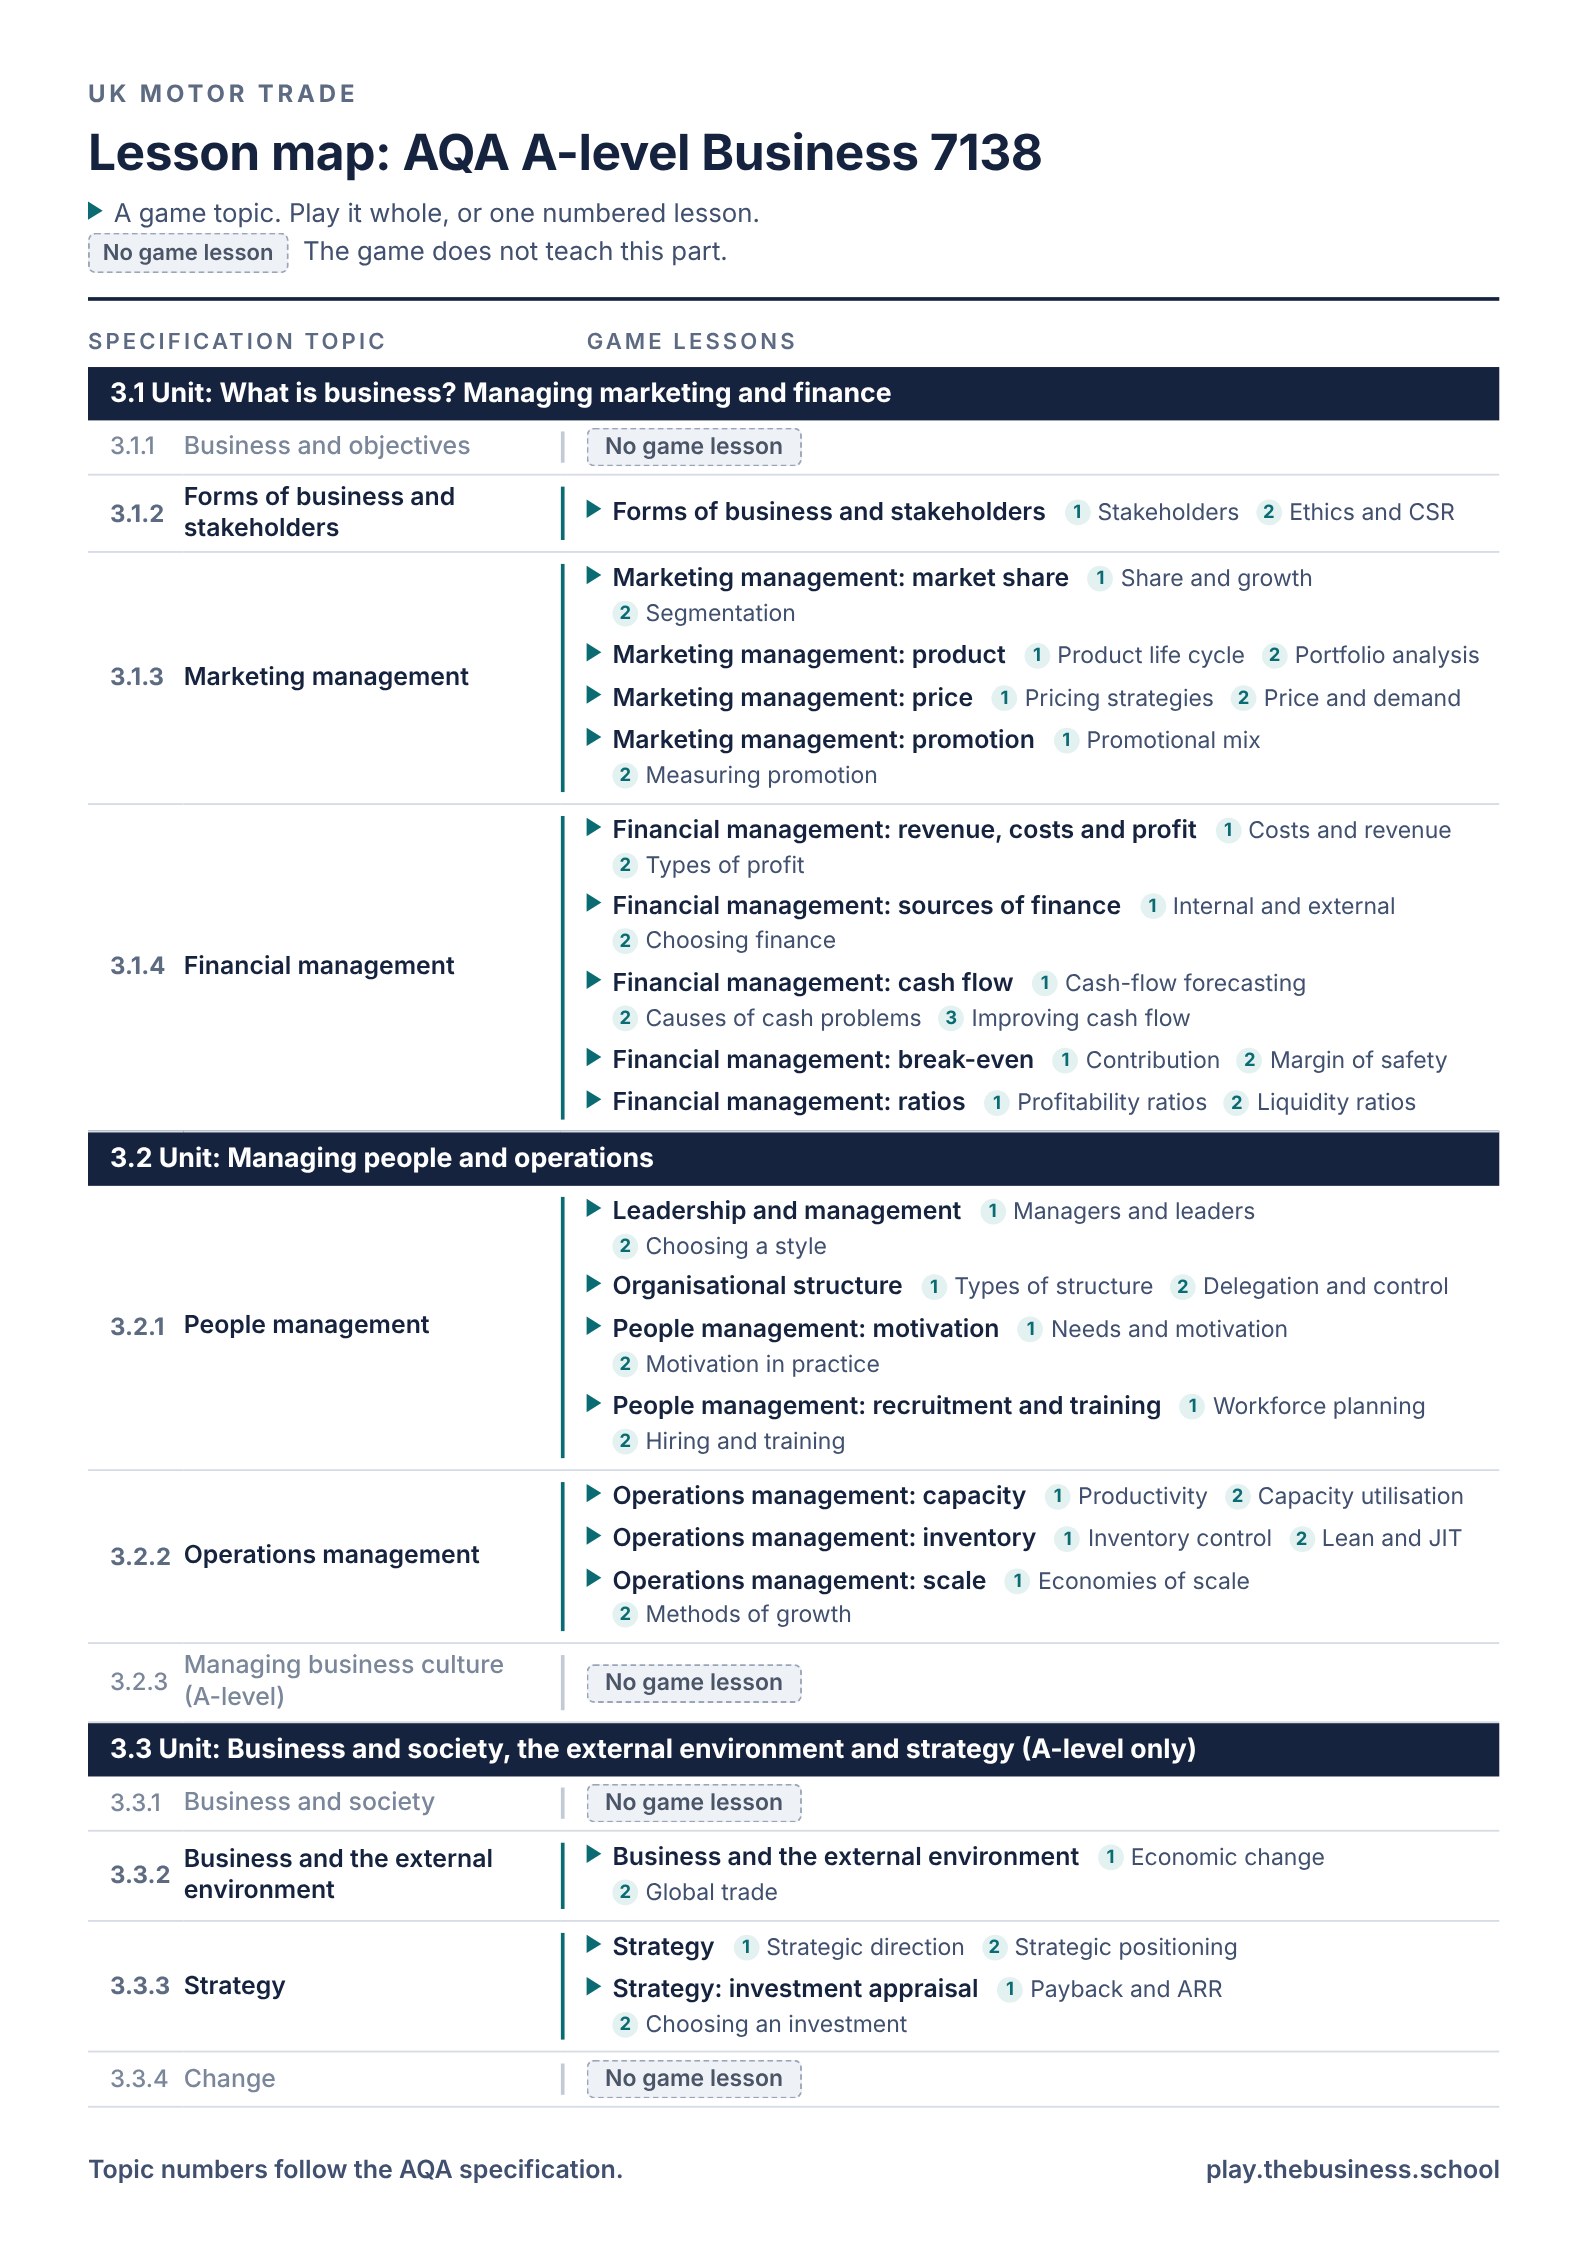 UK MOTOR TRADE
Lesson map: AQA A-level Business 7138
A game topic. Play it whole, or one numbered lesson.
No game lesson The game does not teach this part.
SPECIFICATION TOPIC GAME LESSONS
3.1 Unit: What is business? Managing marketing and finance
3.1.1 Business and objectives No game lesson
3.1.2 Forms of business and stakeholders
Forms of business and stakeholders 1 Stakeholders 2 Ethics and CSR
3.1.3 Marketing management
Marketing management: market share 1 Share and growth
2 Segmentation
Marketing management: product 1 Product life cycle 2 Portfolio analysis
Marketing management: price 1 Pricing strategies 2 Price and demand
Marketing management: promotion 1 Promotional mix
2 Measuring promotion
3.1.4 Financial management
Financial management: revenue, costs and profit 1 Costs and revenue
2 Types of profit
Financial management: sources of finance 1 Internal and external
2 Choosing finance
Financial management: cash flow 1 Cash-flow forecasting
2 Causes of cash problems 3 Improving cash flow
Financial management: break-even 1 Contribution 2 Margin of safety
Financial management: ratios 1 Profitability ratios 2 Liquidity ratios
3.2 Unit: Managing people and operations
3.2.1 People management
Leadership and management 1 Managers and leaders
2 Choosing a style
Organisational structure 1 Types of structure 2 Delegation and control
People management: motivation 1 Needs and motivation
2 Motivation in practice
People management: recruitment and training 1 Workforce planning
2 Hiring and training
3.2.2 Operations management
Operations management: capacity 1 Productivity 2 Capacity utilisation
Operations management: inventory 1 Inventory control 2 Lean and JIT
Operations management: scale 1 Economies of scale
2 Methods of growth
3.2.3 Managing business culture
(A-level)
No game lesson
3.3 Unit: Business and society, the external environment and strategy (A-level only)
3.3.1 Business and society No game lesson
3.3.2 Business and the external
environment
Business and the external environment 1 Economic change
2 Global trade
3.3.3 Strategy
Strategy 1 Strategic direction 2 Strategic positioning
Strategy: investment appraisal 1 Payback and ARR
2 Choosing an investment
3.3.4 Change No game lesson
Topic numbers follow the AQA specification. play.thebusiness.school